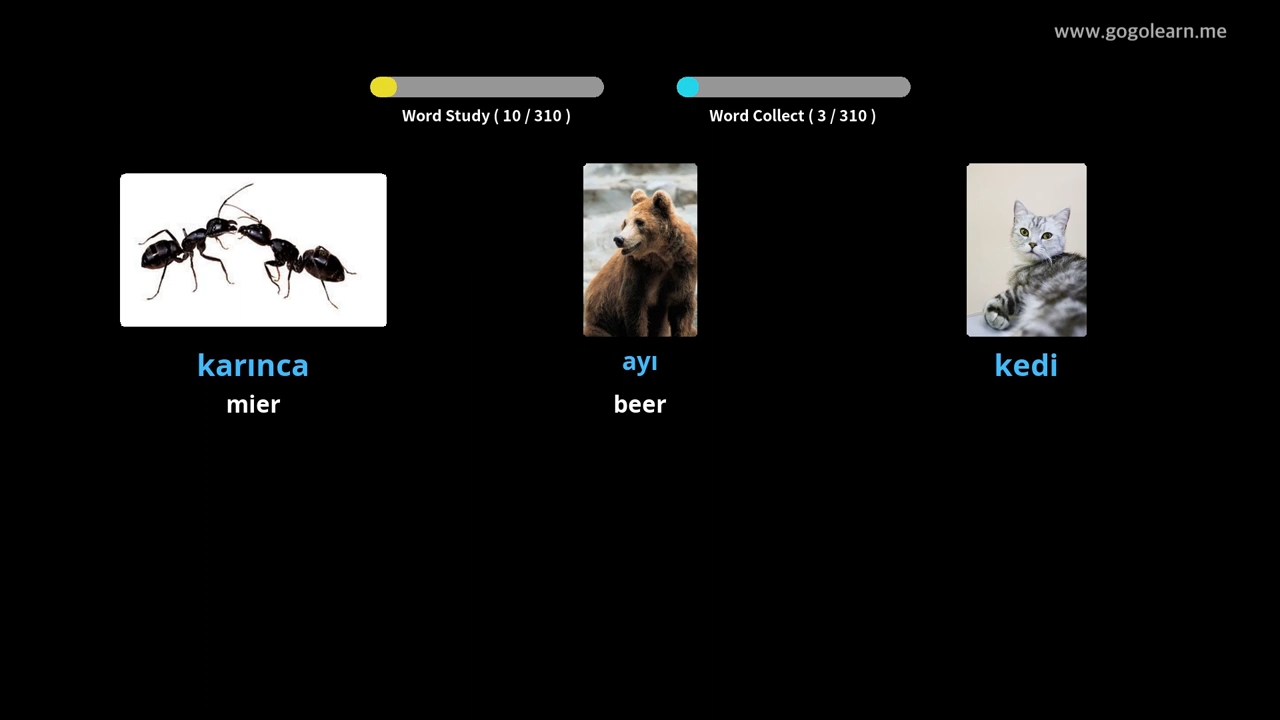 www.gogolearn.me
Word Study ( 10 / 310 )
Word Collect ( 3 / 310 )
karınca
mier
ayı
beer
kedi